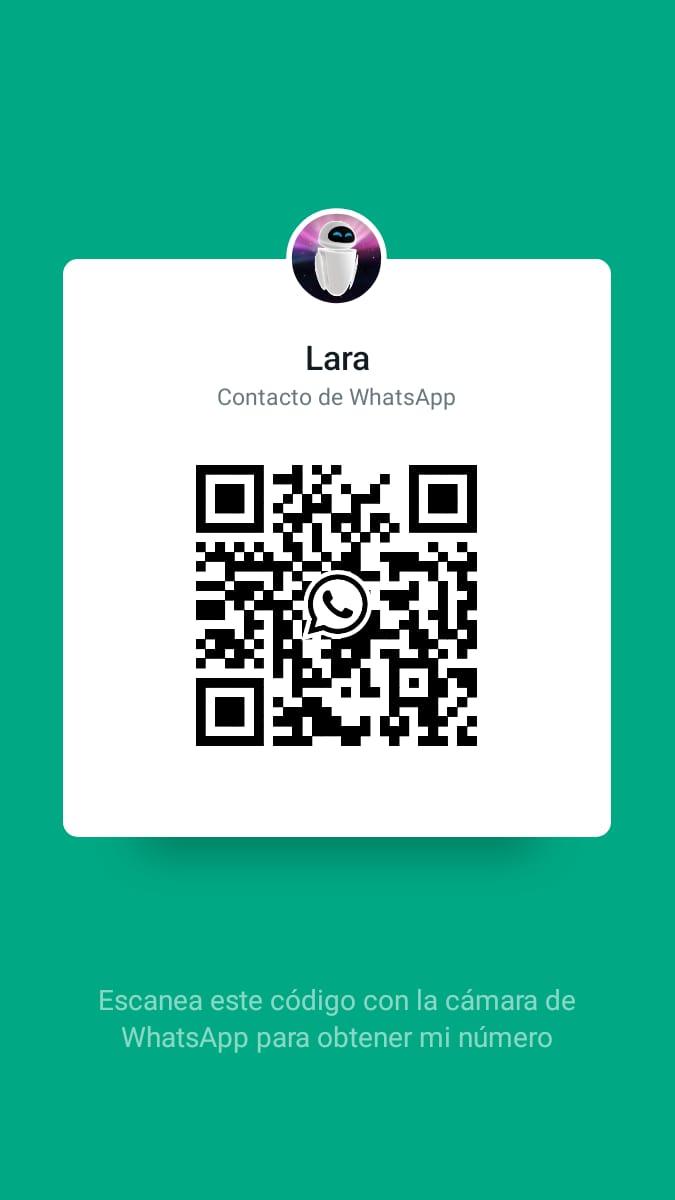 Lara
Contacto de WhatsApp
Escanea este código con la cámara de
WhatsApp para obtener mi número